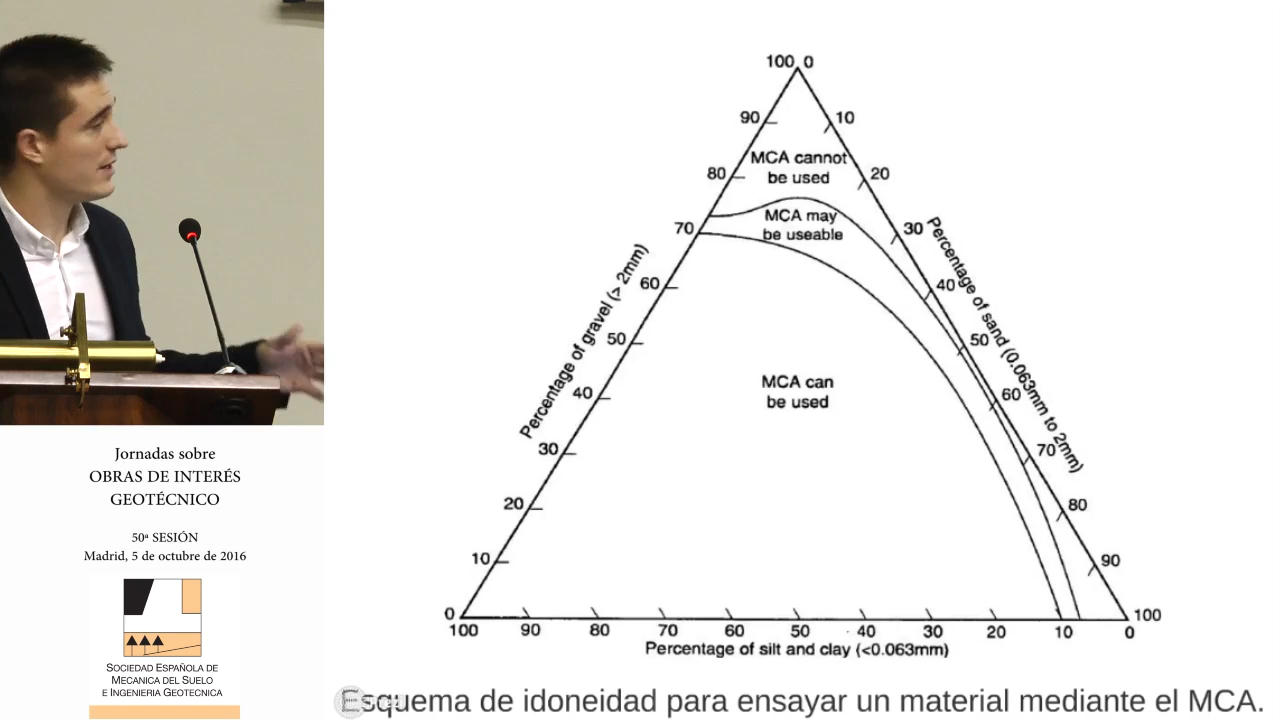 Jornadas sobre
OBRAS DE INTERÉS
GEOTÉCNICO
50ª SESIÓN
Madrid, 5 de octubre de 2016
SOCIEDAD ESPAÑOLA DE
MECANICA DEL SUELO
E INGENIERIA GEOTECNICA
100 0
90 10
MCA cannot
be used
80 20
MCA may
be useable
70 30
60 40
50 50
40 60
MCA can
be used
30 70
20 80
10 90
0 100
Percentage of gravel (> 2mm)
Percentage of sand (0.063mm to 2mm)
100 90 80 70 60 50 40 30 20 10 0
Percentage of silt and clay (<0.063mm)
Esquema de idoneidad para ensayar un material mediante el MCA.